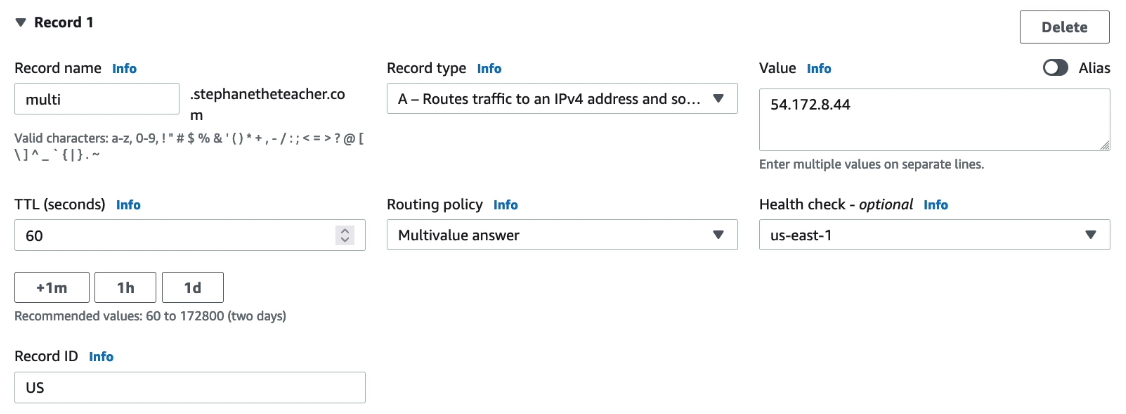 ▼ Record 1
Delete
Record name Info
multi
.stephanetheteacher.co
m
Valid characters: a-z, 0-9, ! " # $ % & ' ( ) * + , - / : ; < = > ? @ [
\ ] ^ _ ` { | } . ~
Record type Info
A – Routes traffic to an IPv4 address and so...
Value Info
Alias
54.172.8.44
Enter multiple values on separate lines.
TTL (seconds) Info
60
+1m 1h 1d
Recommended values: 60 to 172800 (two days)
Routing policy Info
Multivalue answer
Health check - optional Info
us-east-1
Record ID Info
US